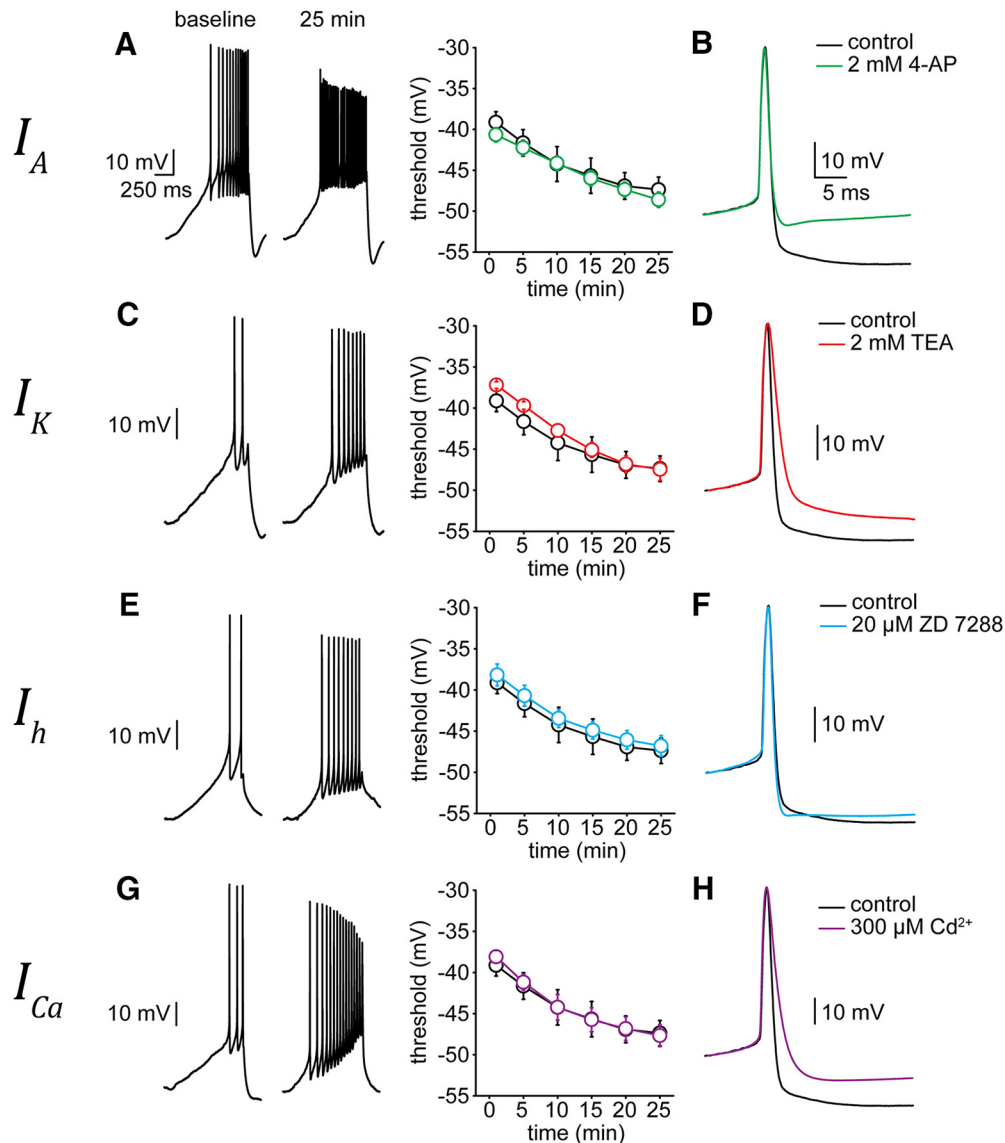 baseline 25 min
A
I_A
10 mV
250 ms
threshold (mV)
-30
-35
-40
-45
-50
-55
0 5 10 15 20 25
time (min)
B
control
2 mM 4-AP
10 mV
5 ms
C
I_K
10 mV
threshold (mV)
-30
-35
-40
-45
-50
-55
0 5 10 15 20 25
time (min)
D
control
2 mM TEA
10 mV
E
I_h
10 mV
threshold (mV)
-30
-35
-40
-45
-50
-55
0 5 10 15 20 25
time (min)
F
control
20 µM ZD 7288
10 mV
G
I_Ca
10 mV
threshold (mV)
-30
-35
-40
-45
-50
-55
0 5 10 15 20 25
time (min)
H
control
300 µM Cd²⁺
10 mV